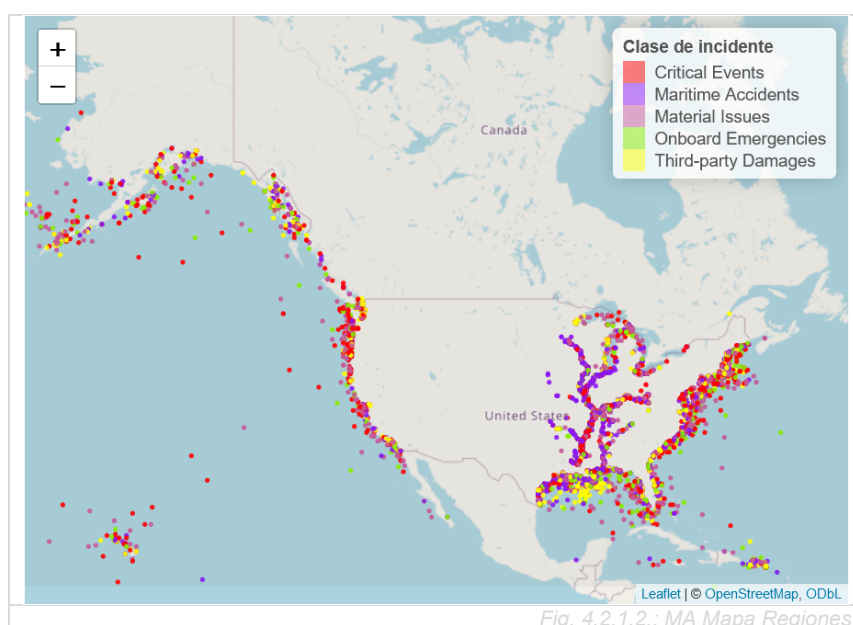 +
−
Clase de incidente
Critical Events
Maritime Accidents
Material Issues
Onboard Emergencies
Third-party Damages
Canada
United States
Leaflet | © OpenStreetMap, ODbL
Fig. 4.2.1.2.: MA Mapa Regiones